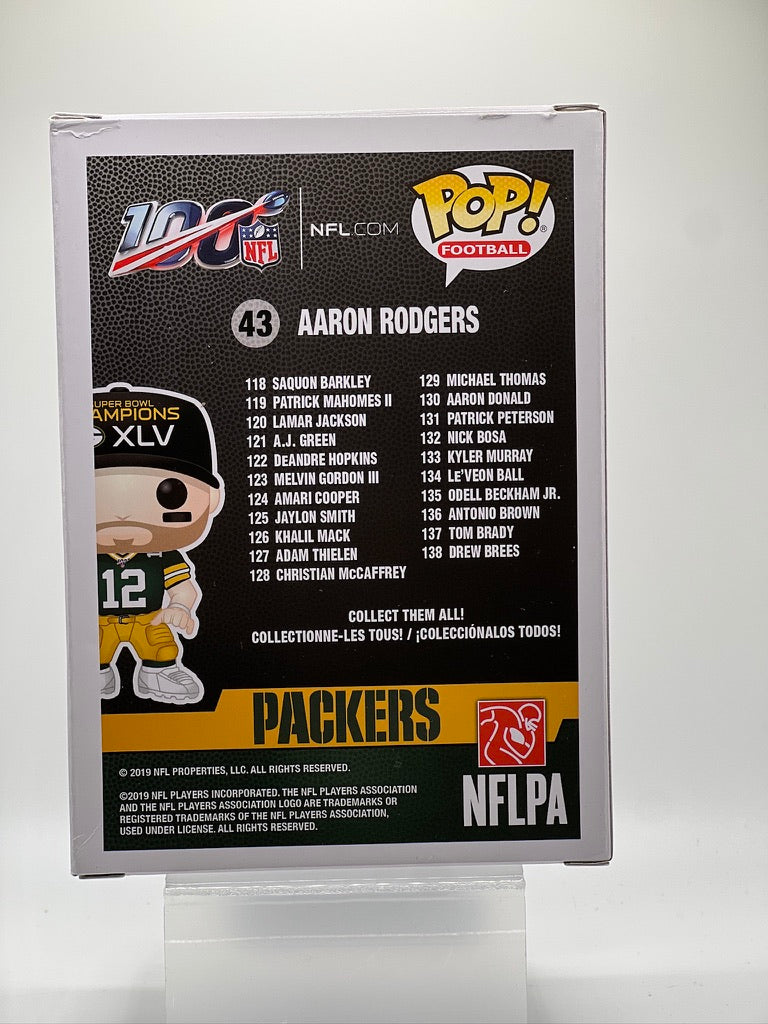 100
NFL
NFL.COM
POP!
®
FOOTBALL
43 AARON RODGERS
118 SAQUON BARKLEY
119 PATRICK MAHOMES II
120 LAMAR JACKSON
121 A.J. GREEN
122 DeANDRE HOPKINS
123 MELVIN GORDON III
124 AMARI COOPER
125 JAYLON SMITH
126 KHALIL MACK
127 ADAM THIELEN
128 CHRISTIAN McCAFFREY
129 MICHAEL THOMAS
130 AARON DONALD
131 PATRICK PETERSON
132 NICK BOSA
133 KYLER MURRAY
134 LE'VEON BALL
135 ODELL BECKHAM JR.
136 ANTONIO BROWN
137 TOM BRADY
138 DREW BREES
UPER BOWL
AMPIONS
XLV
12
COLLECT THEM ALL!
COLLECTIONNE-LES TOUS! / ¡COLECCIÓNALOS TODOS!
PACKERS
NFLPA
© 2019 NFL PROPERTIES, LLC. ALL RIGHTS RESERVED.
©2019 NFL PLAYERS INCORPORATED. THE NFL PLAYERS ASSOCIATION
AND THE NFL PLAYERS ASSOCIATION LOGO ARE TRADEMARKS OR
REGISTERED TRADEMARKS OF THE NFL PLAYERS ASSOCIATION,
USED UNDER LICENSE. ALL RIGHTS RESERVED.